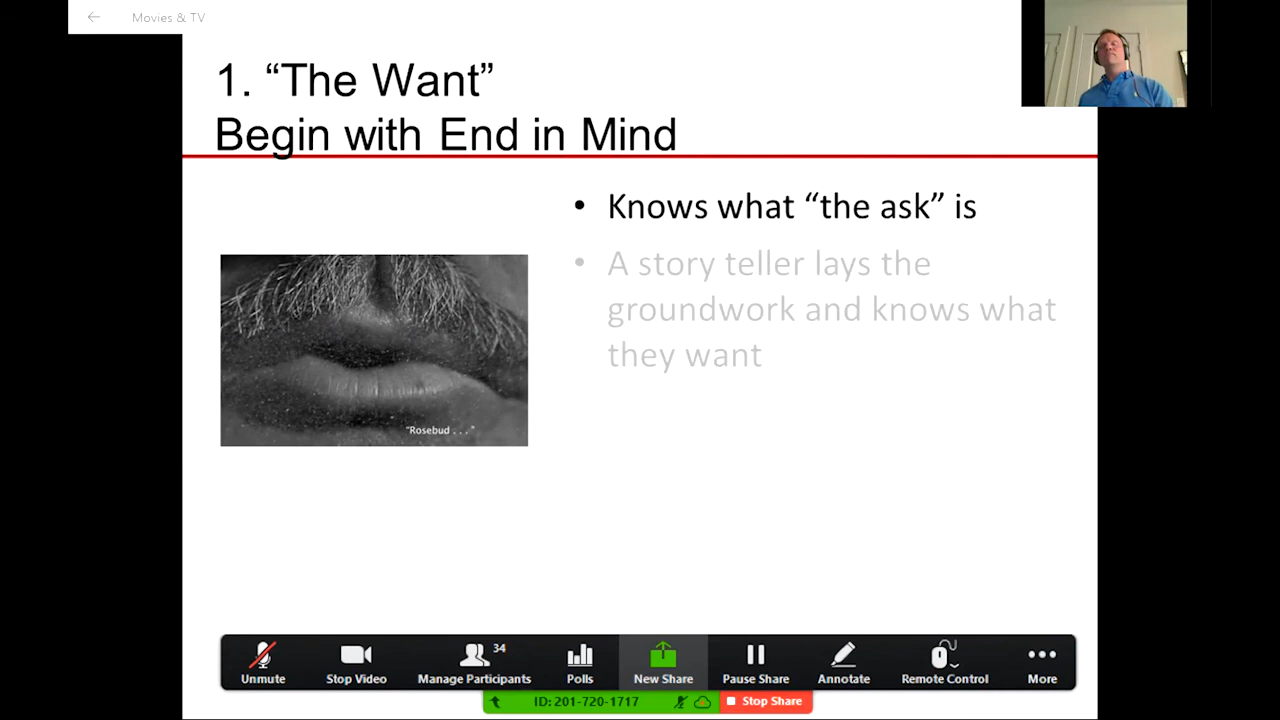 Movies & TV
1. “The Want”
Begin with End in Mind
• Knows what “the ask” is
• A story teller lays the
groundwork and knows what
they want
"Rosebud . . ."
34
Unmute
Stop Video
Manage Participants
Polls
New Share
Pause Share
Annotate
Remote Control
More
ID: 201-720-1717
Stop Share